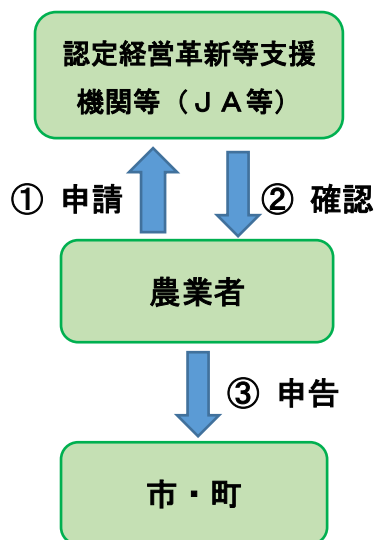 認定経営革新等支援
機関等（ＪＡ等）
① 申請
② 確認
農業者
③ 申告
市・町